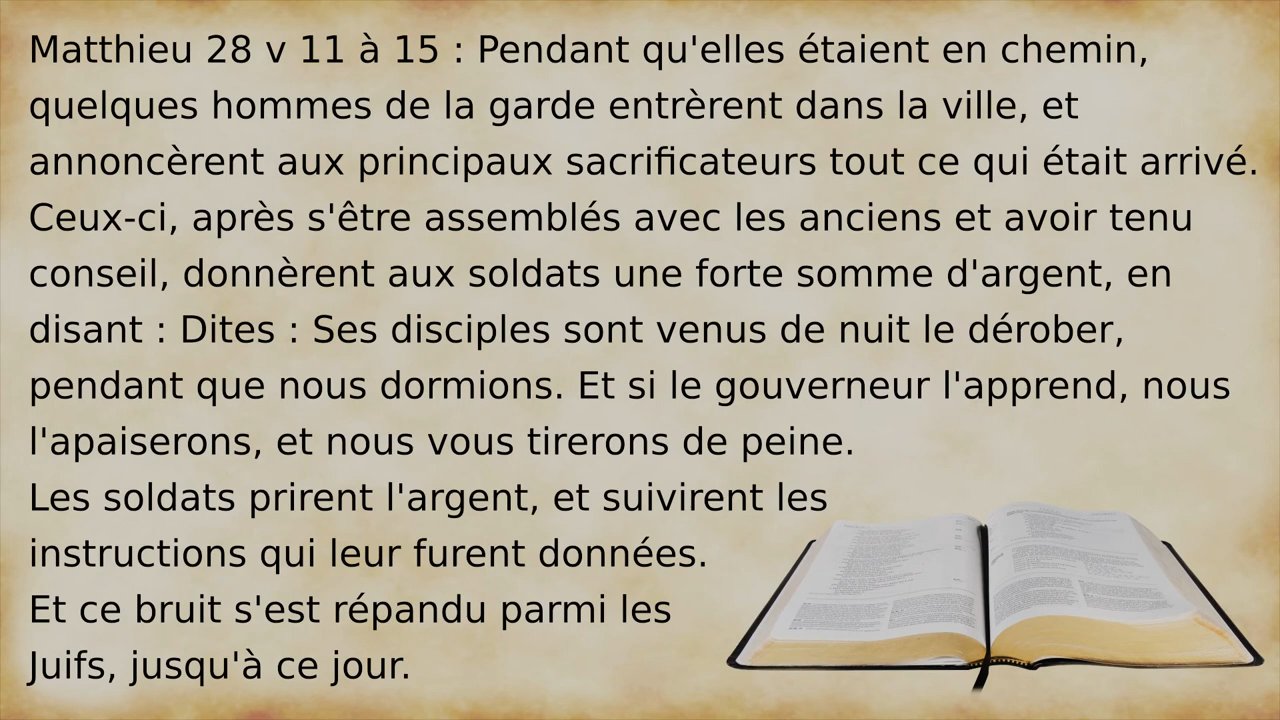 Matthieu 28 v 11 à 15 : Pendant qu'elles étaient en chemin,
quelques hommes de la garde entrèrent dans la ville, et
annoncèrent aux principaux sacrificateurs tout ce qui était arrivé.
Ceux-ci, après s'être assemblés avec les anciens et avoir tenu
conseil, donnèrent aux soldats une forte somme d'argent, en
disant : Dites : Ses disciples sont venus de nuit le dérober,
pendant que nous dormions. Et si le gouverneur l'apprend, nous
l'apaiserons, et nous vous tirerons de peine.
Les soldats prirent l'argent, et suivirent les
instructions qui leur furent données.
Et ce bruit s'est répandu parmi les
Juifs, jusqu'à ce jour.